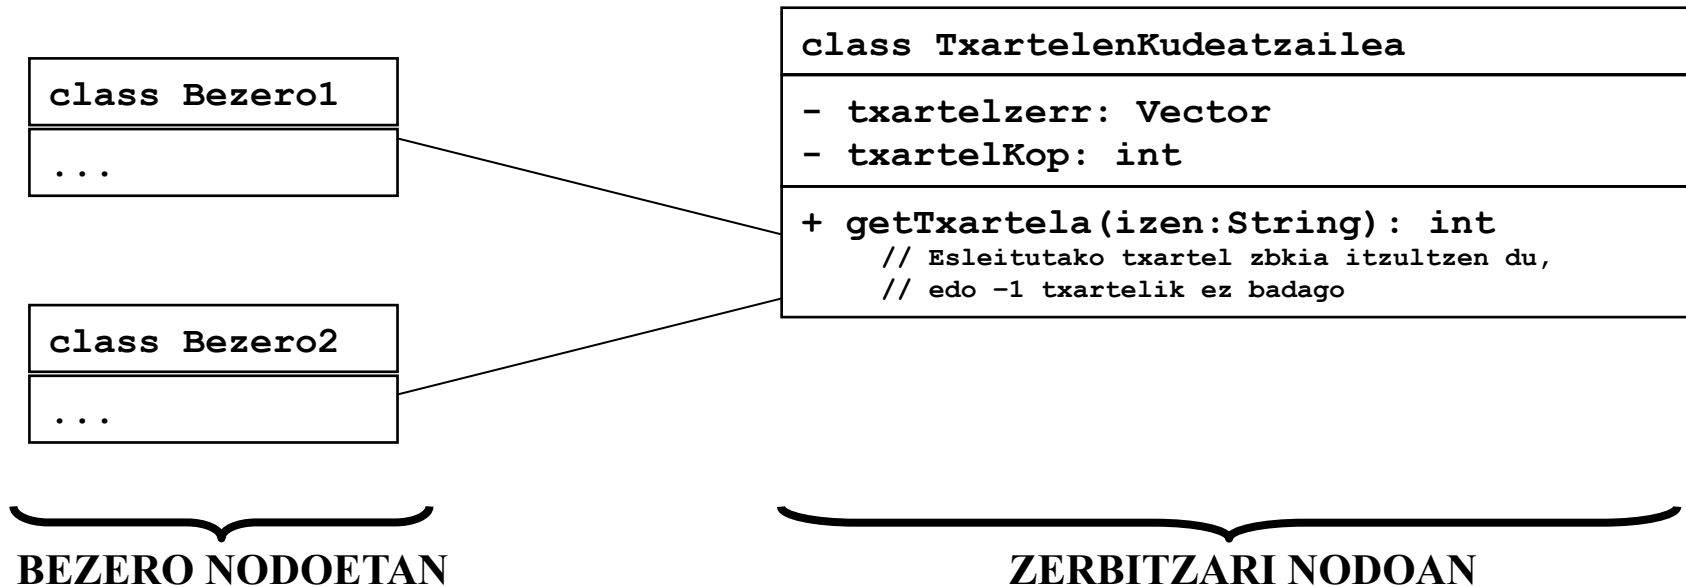 class Bezero1
...
class Bezero2
...
BEZERO NODOETAN
class TxartelenKudeatzailea
- txartelzerr: Vector
- txartelKop: int
+ getTxartela(izen:String): int
// Esleitutako txartel zbkia itzultzen du,
// edo –1 txartelik ez badago
ZERBITZARI NODOAN